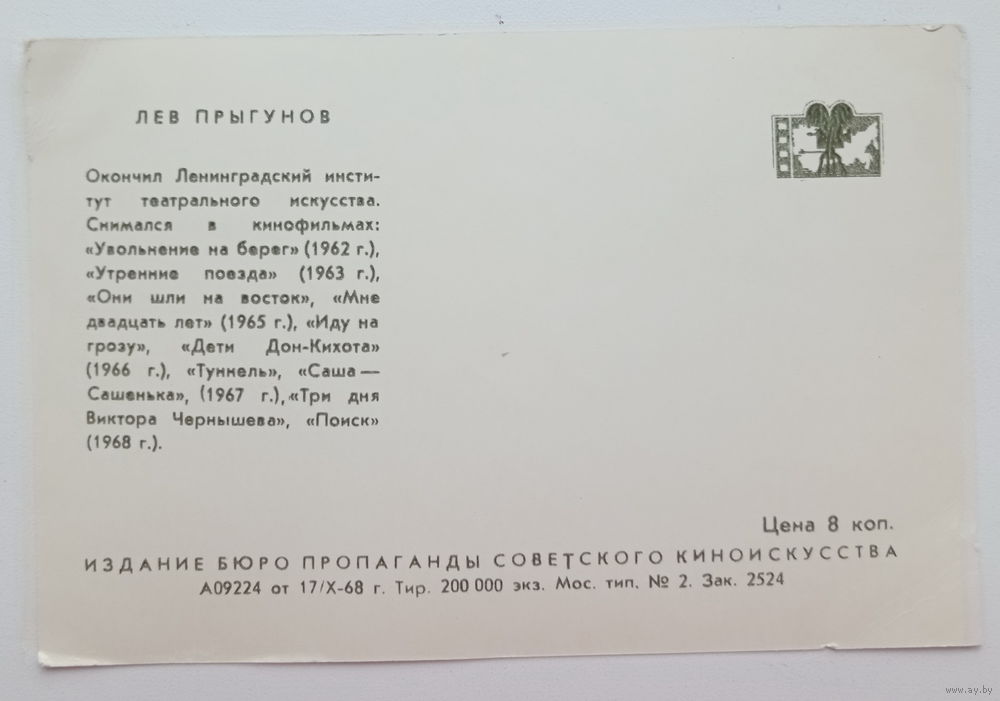 ЛЕВ ПРЫГУНОВ
Окончил Ленинградский инсти-
тут театрального искусства.
Снимался в кинофильмах:
«Увольнение на берег» (1962 г.),
«Утренние поезда» (1963 г.),
«Они шли на восток», «Мне
двадцать лет» (1965 г.), «Иду на
грозу», «Дети Дон-Кихота»
(1966 г.), «Туннель», «Саша —
Сашенька», (1967 г.),«Три дня
Виктора Чернышева», «Поиск»
(1968 г.).
Цена 8 коп.
ИЗДАНИЕ БЮРО ПРОПАГАНДЫ СОВЕТСКОГО КИНОИСКУССТВА
А09224 от 17/X-68 г. Тир. 200 000 экз. Мос. тип. № 2. Зак. 2524
www.ay.by